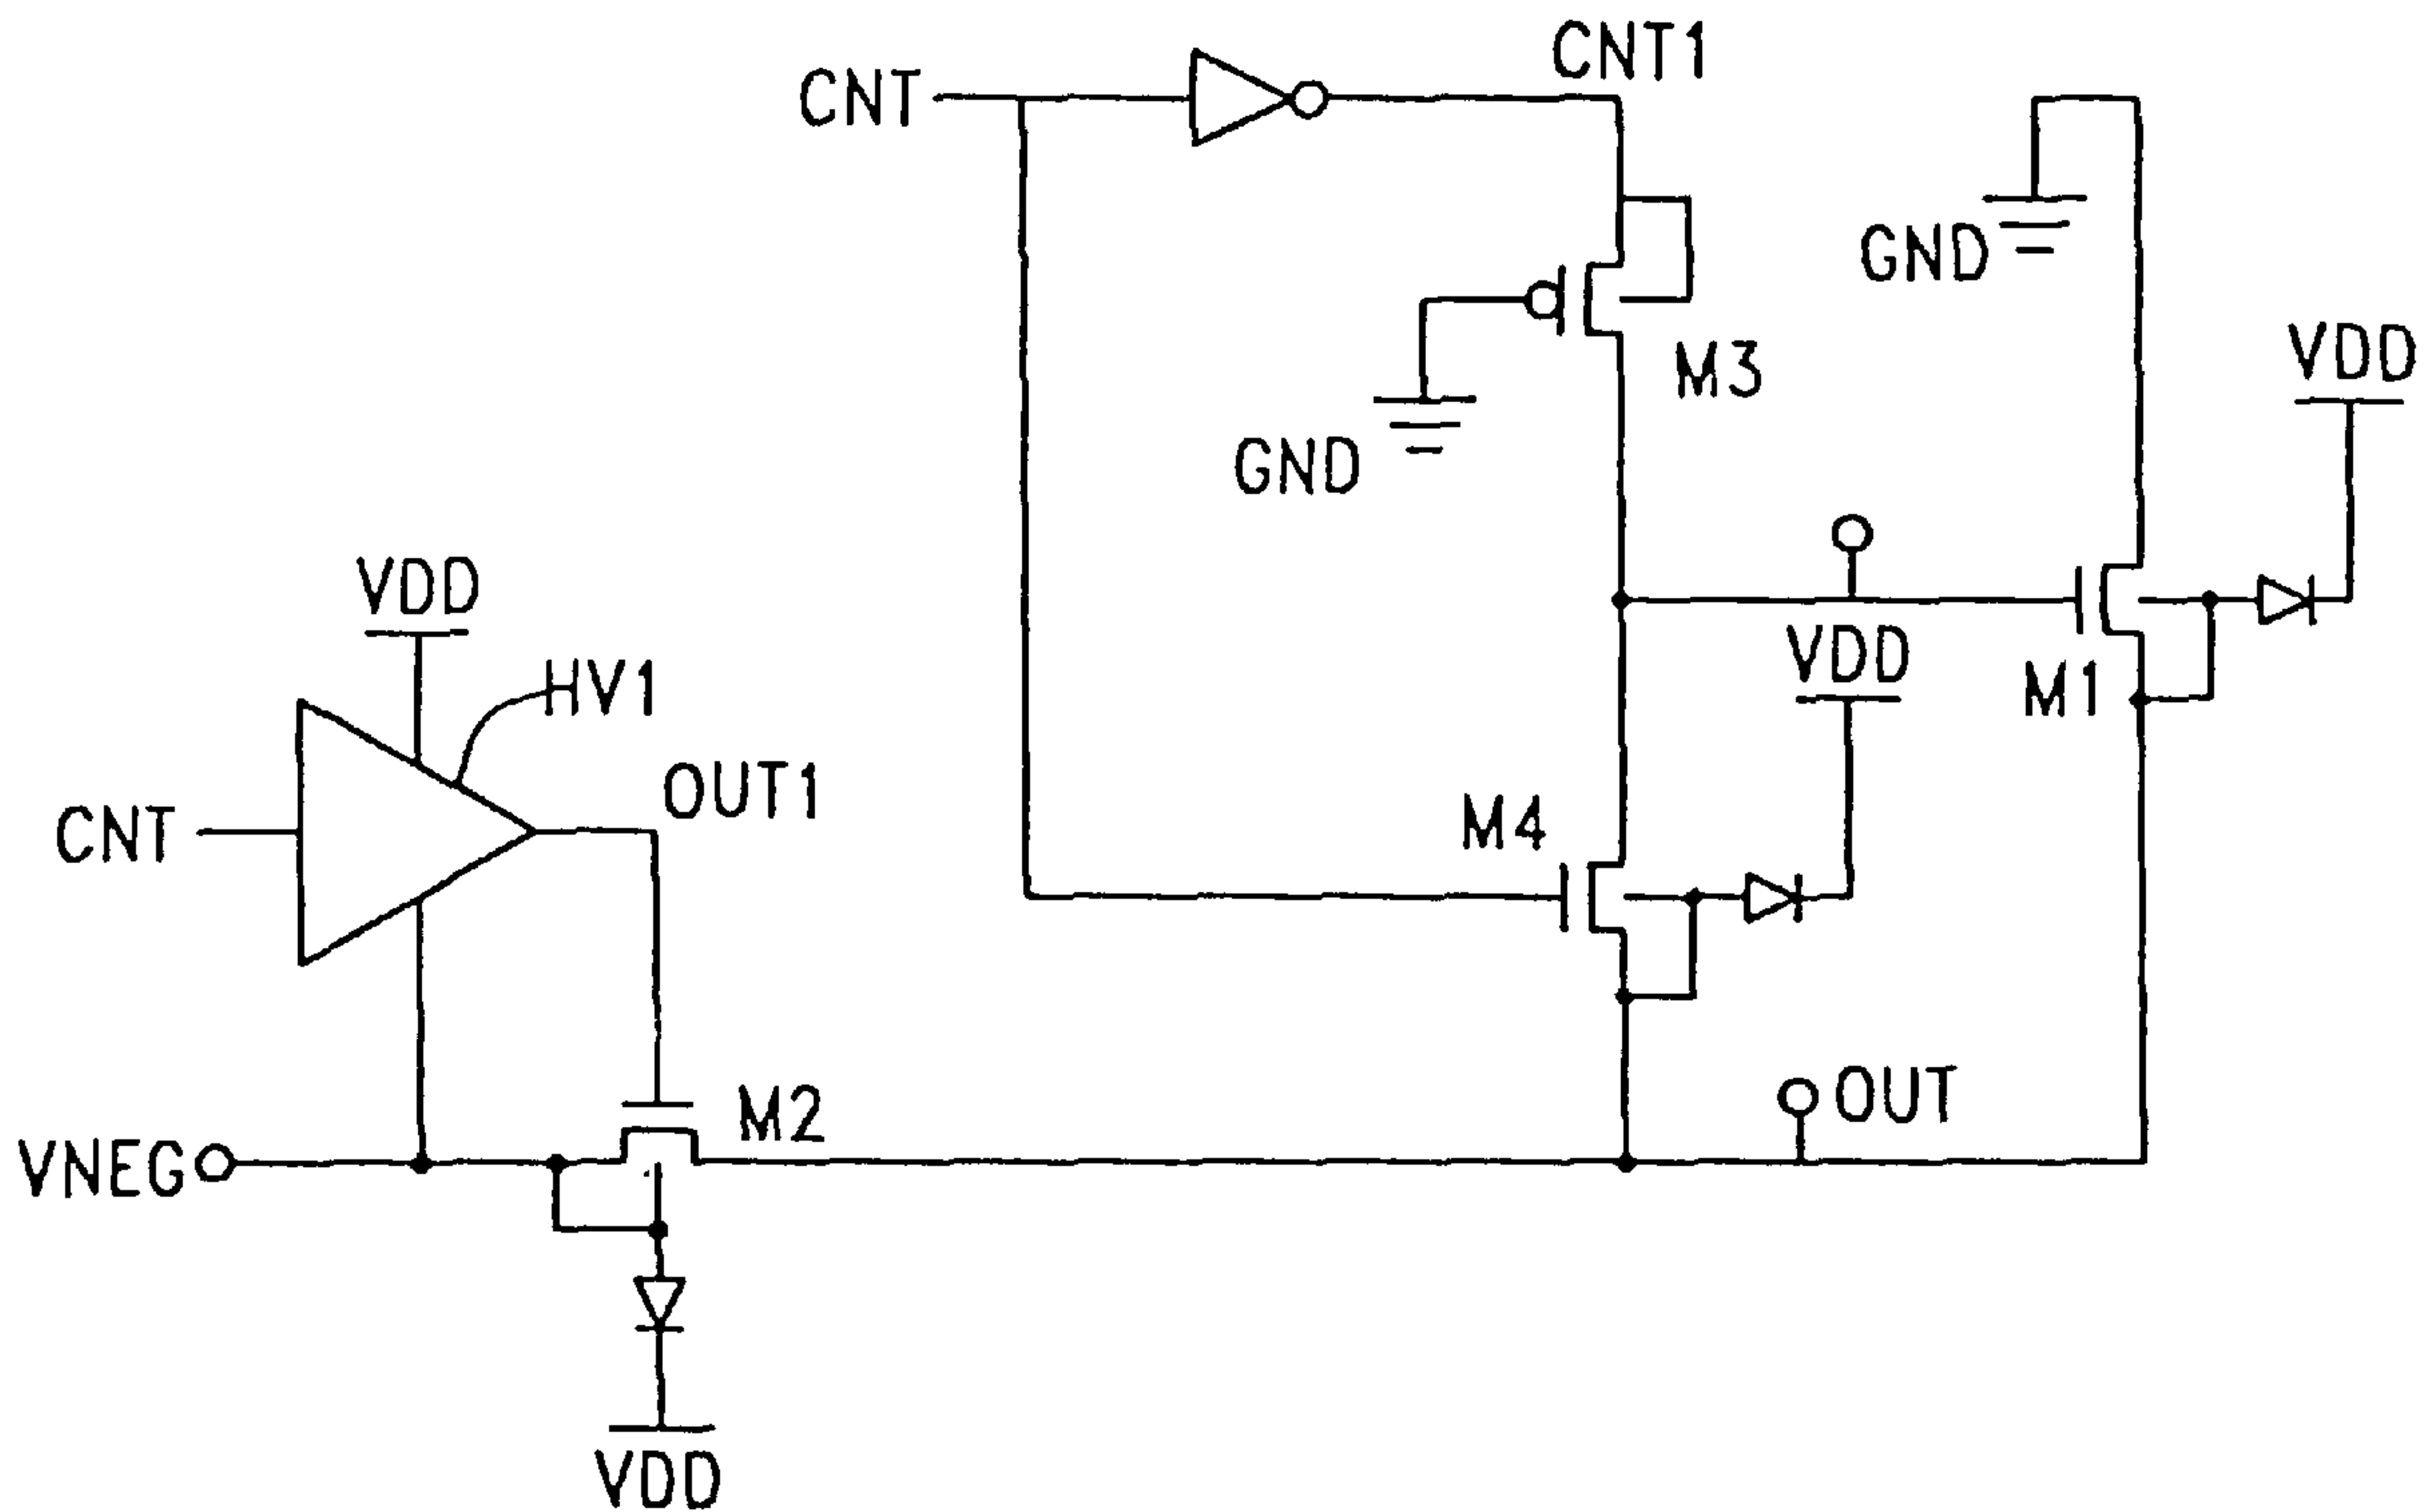 CNT1
CNT
GND
VDD
M3
GND
VDD
HV1
VDD
M1
OUT1
M4
CNT
OUT
M2
VNEG
VDD